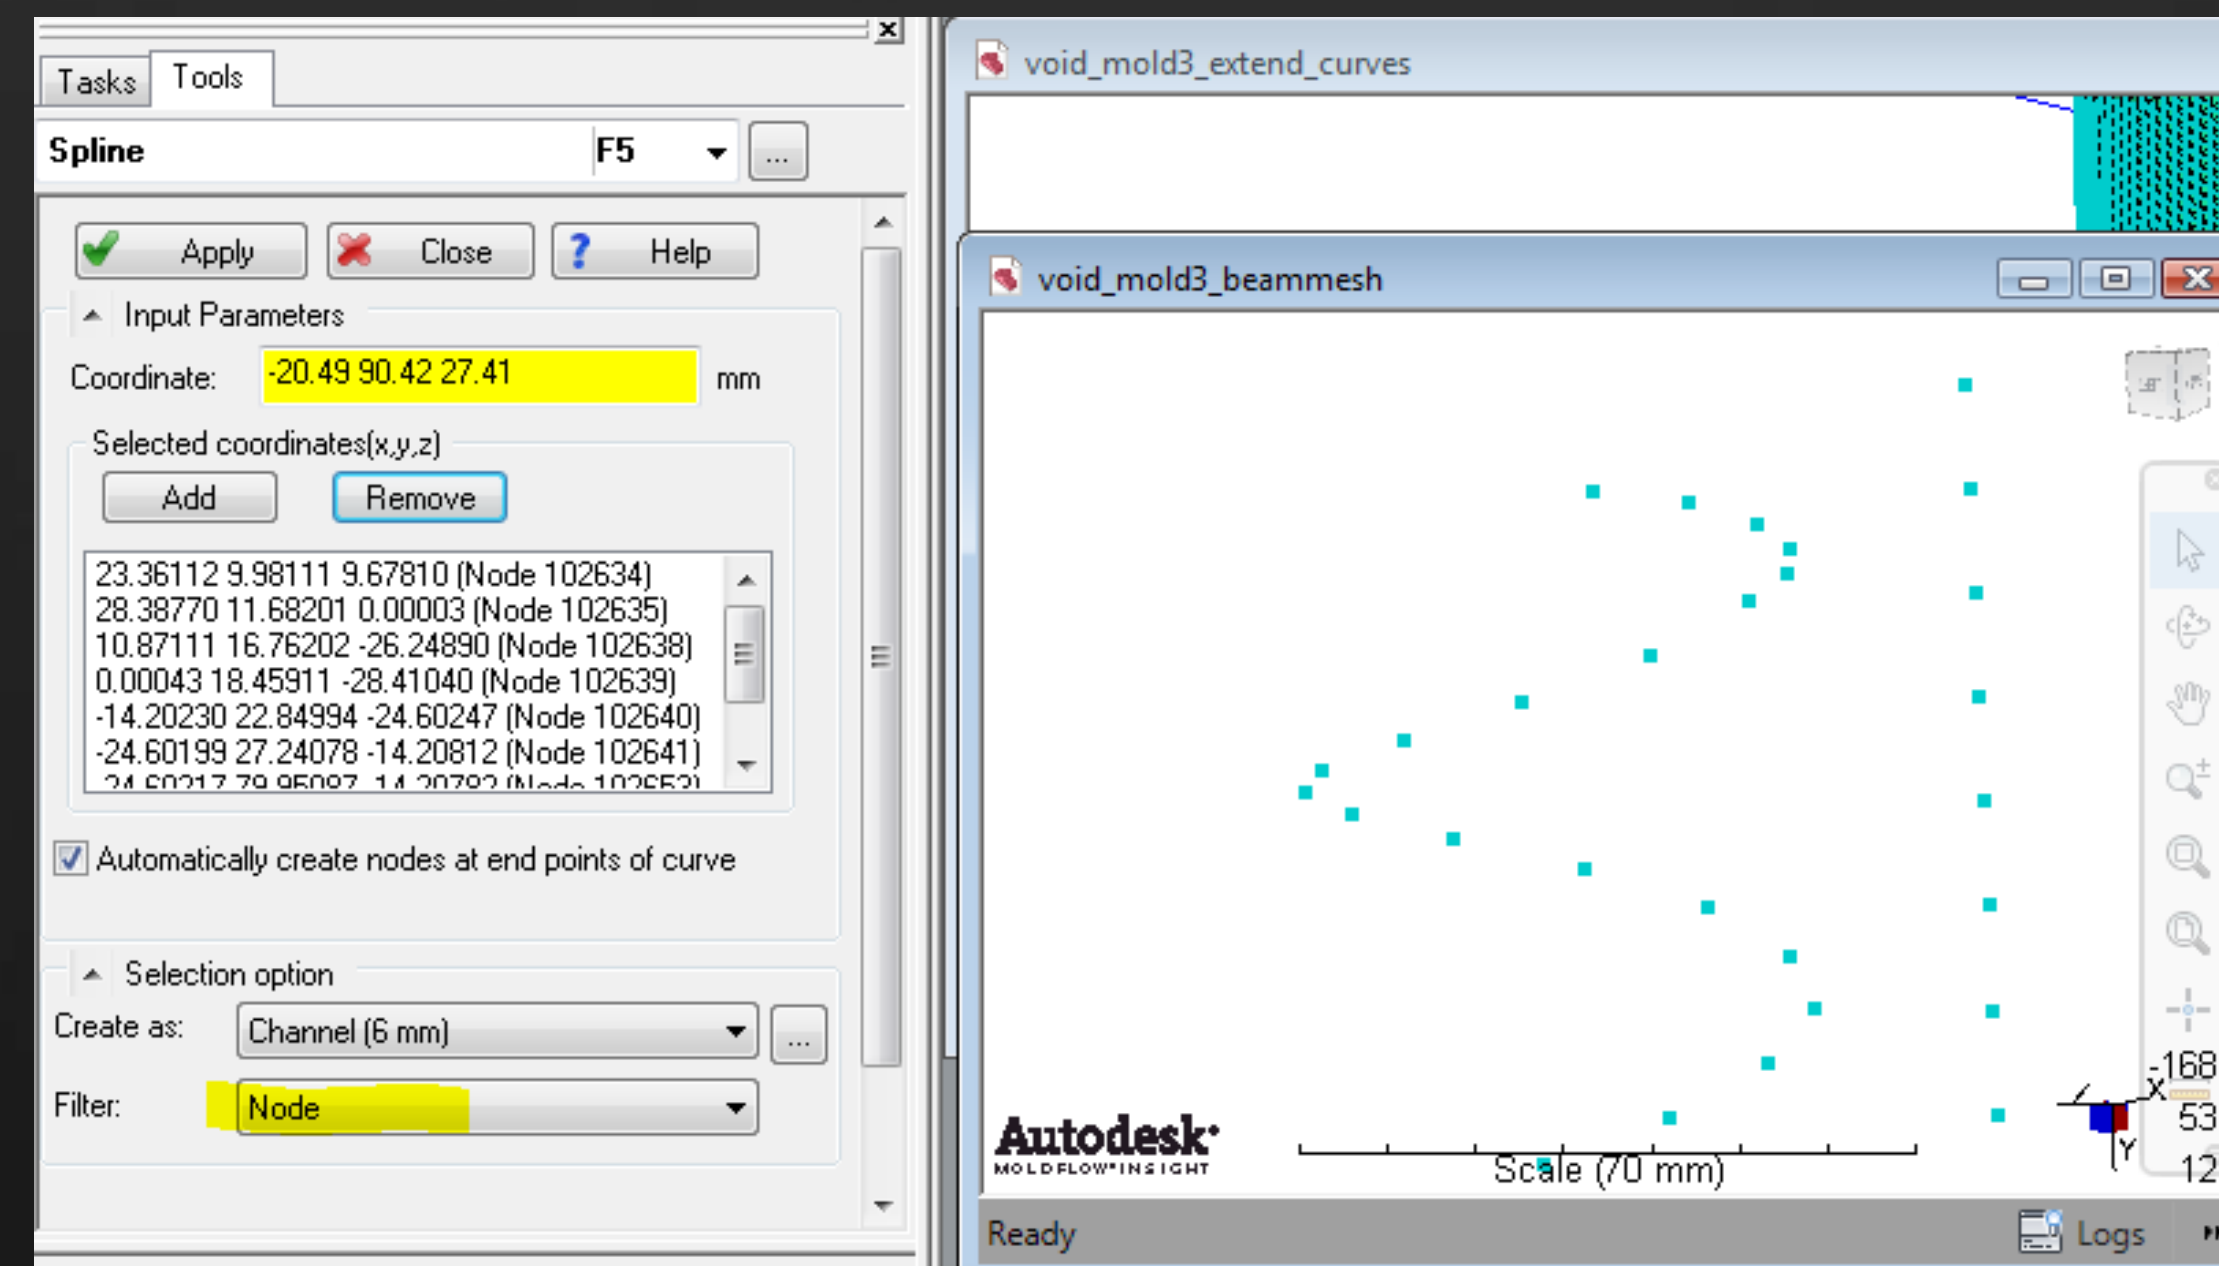 Tasks
Tools
Spline
F5
...
Apply
Close
Help
Input Parameters
Coordinate:
-20.49 90.42 27.41
mm
Selected coordinates(x,y,z)
Add
Remove
23.36112 9.98111 9.67810 (Node 102634)
28.38770 11.68201 0.00003 (Node 102635)
10.87111 16.76202 -26.24890 (Node 102638)
0.00043 18.45911 -28.41040 (Node 102639)
-14.20230 22.84994 -24.60247 (Node 102640)
-24.60199 27.24078 -14.20812 (Node 102641)
Automatically create nodes at end points of curve
Selection option
Create as:
Channel (6 mm)
...
Filter:
Node
void_mold3_extend_curves
void_mold3_beammesh
-168
X
53
Y
12
Autodesk
MOLDFLOW INSIGHT
Scale (70 mm)
Ready
Logs